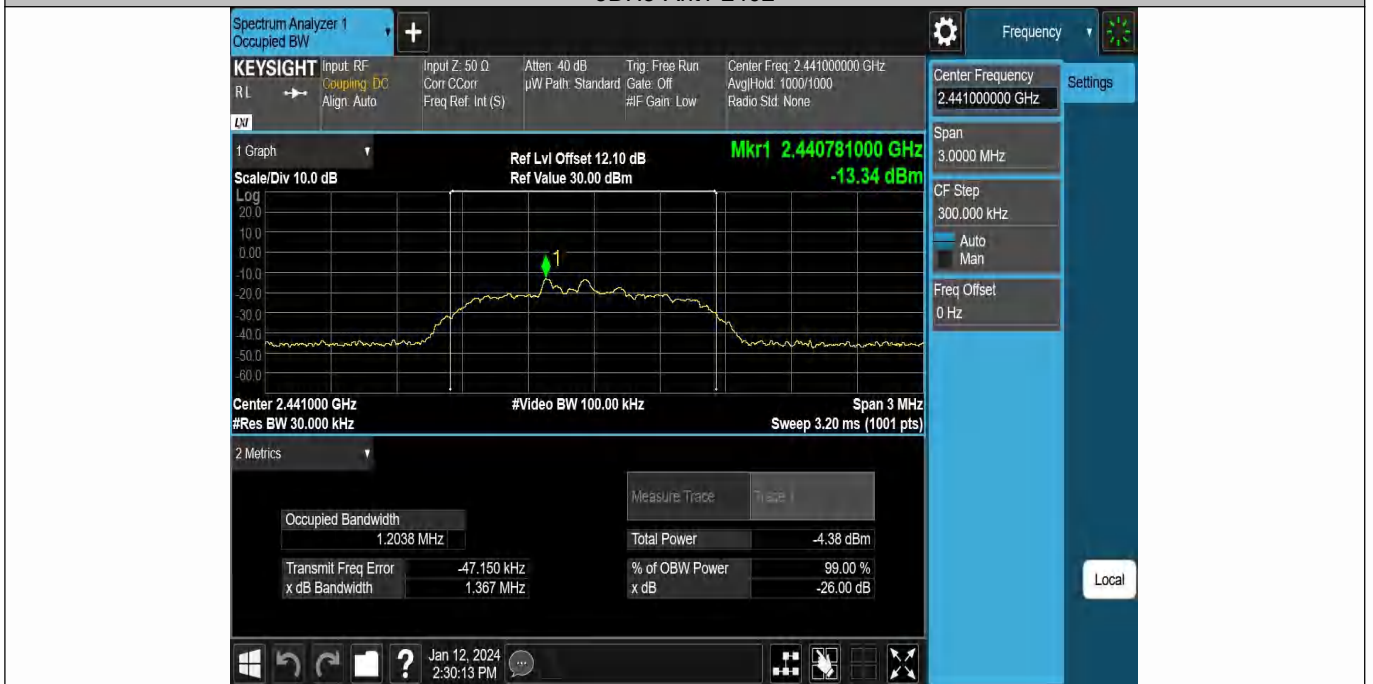 Spectrum Analyzer 1
Occupied BW
+
Frequency
KEYSIGHT
RL
LXI
Input: RF
Coupling: DC
Align: Auto
Input Z: 50 Ω
Corr CCorr
Freq Ref: Int (S)
Atten: 40 dB
µW Path: Standard
Trig: Free Run
Gate: Off
#IF Gain: Low
Center Freq: 2.441000000 GHz
Avg|Hold: 1000/1000
Radio Std: None
Center Frequency
2.441000000 GHz
Settings
Span
3.0000 MHz
CF Step
300.000 kHz
Auto
Man
Freq Offset
0 Hz
Local
1 Graph
Scale/Div 10.0 dB
Ref Lvl Offset 12.10 dB
Ref Value 30.00 dBm
Mkr1 2.440781000 GHz
-13.34 dBm
Log
20.0
10.0
0.00
-10.0
-20.0
-30.0
-40.0
-50.0
-60.0
1
Center 2.441000 GHz
#Res BW 30.000 kHz
#Video BW 100.00 kHz
Span 3 MHz
Sweep 3.20 ms (1001 pts)
2 Metrics
Measure Trace
Trace 1
Occupied Bandwidth
1.2038 MHz
Total Power
-4.38 dBm
Transmit Freq Error
-47.150 kHz
% of OBW Power
99.00 %
x dB Bandwidth
1.367 MHz
x dB
-26.00 dB
?
Jan 12, 2024
2:30:13 PM